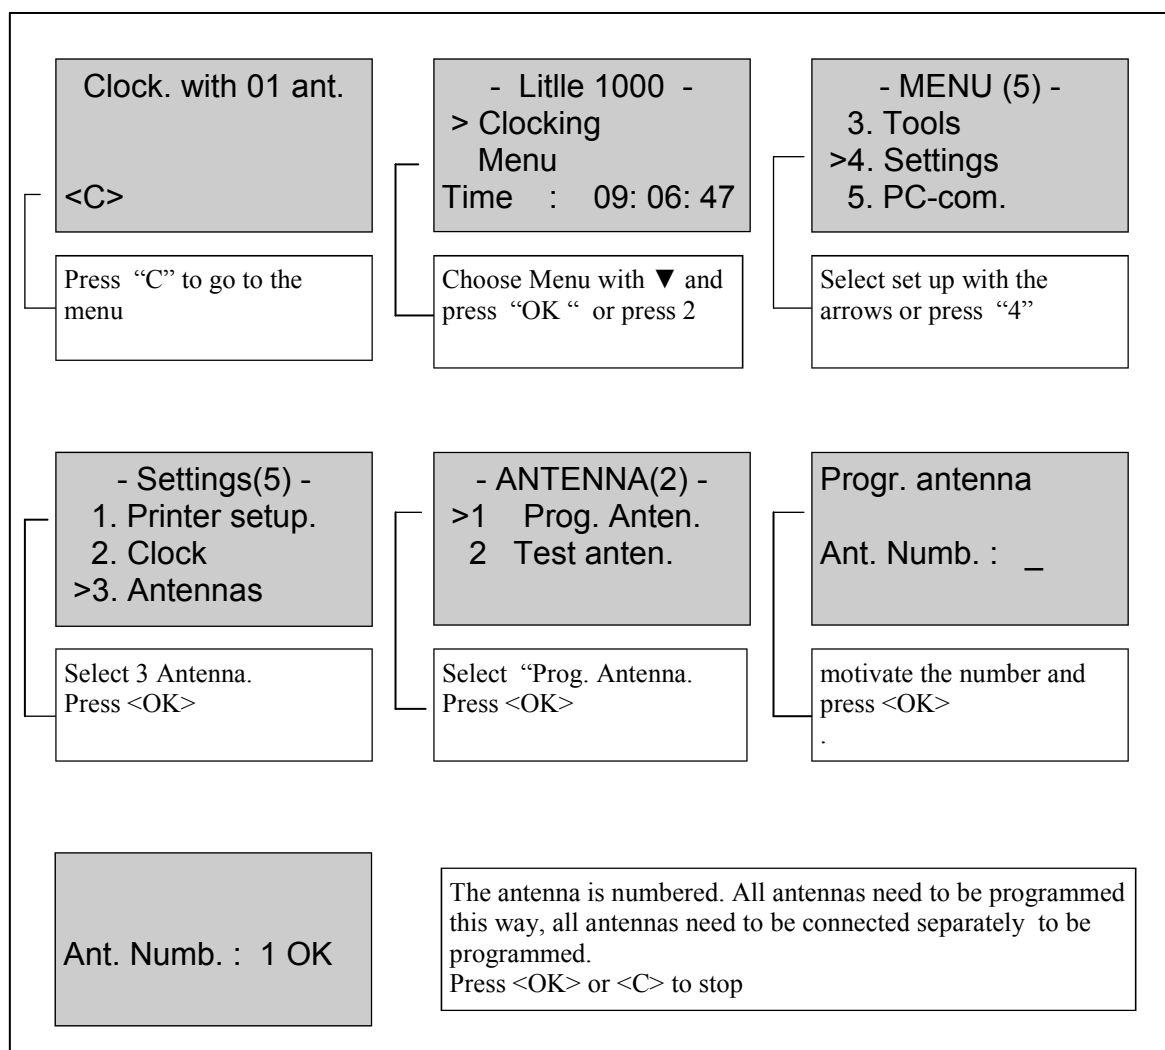 Clock. with 01 ant.
<C>
Press “C” to go to the
menu
- Litlle 1000 -
> Clocking
Menu
Time : 09: 06: 47
Choose Menu with ▼ and
press “OK “ or press 2
- MENU (5) -
3. Tools
>4. Settings
5. PC-com.
Select set up with the
arrows or press “4”
- Settings(5) -
1. Printer setup.
2. Clock
>3. Antennas
Select 3 Antenna.
Press <OK>
- ANTENNA(2) -
>1 Prog. Anten.
2 Test anten.
Select “Prog. Antenna.
Press <OK>
Progr. antenna
Ant. Numb. : _
motivate the number and
press <OK>
.
Ant. Numb. : 1 OK
The antenna is numbered. All antennas need to be programmed
this way, all antennas need to be connected separately to be
programmed.
Press <OK> or <C> to stop